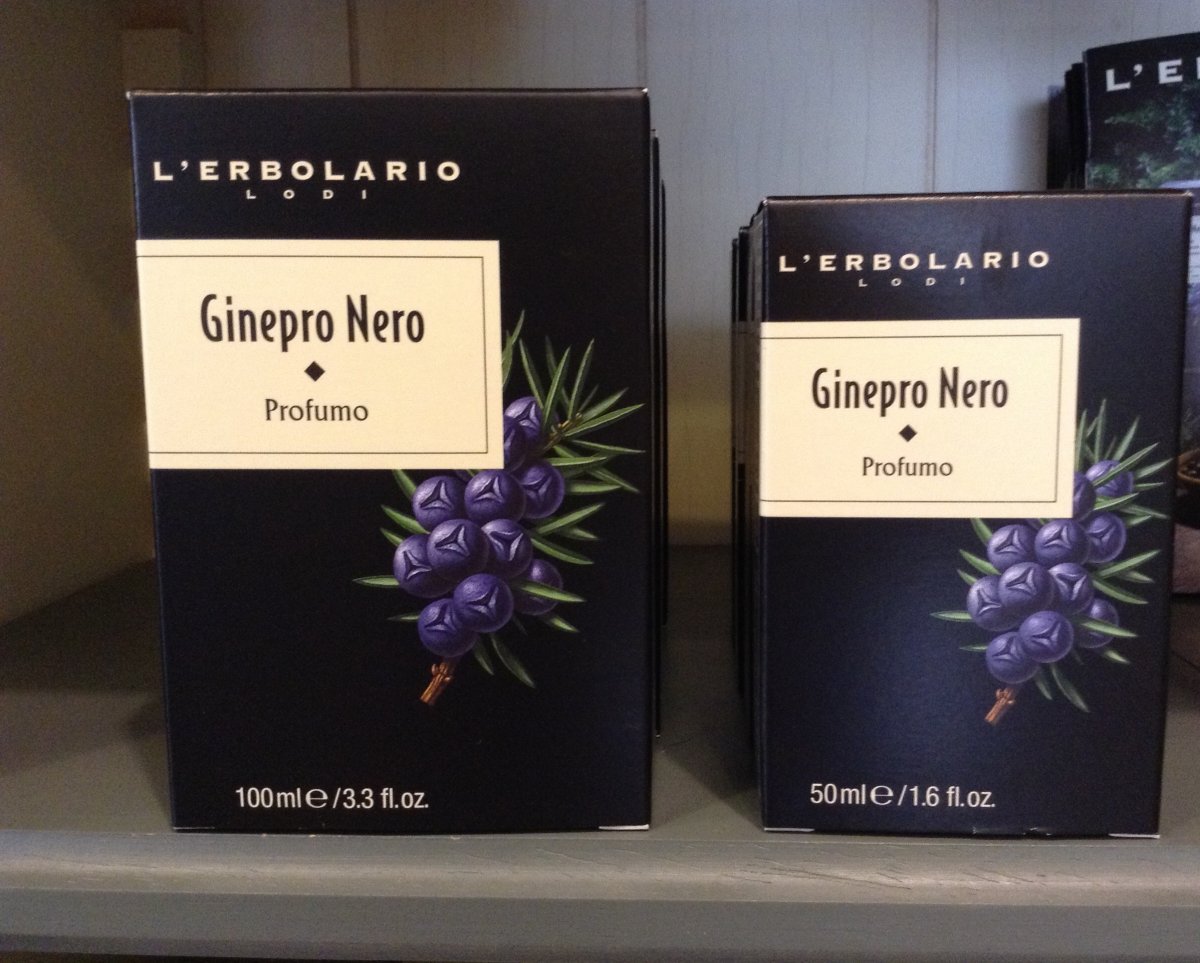 L'ERBOLARIO
LODI
Ginepro Nero
Profumo
100ml℮/3.3 fl.oz.
L'ERBOLARIO
LODI
Ginepro Nero
Profumo
50ml℮/1.6 fl.oz.
L'E